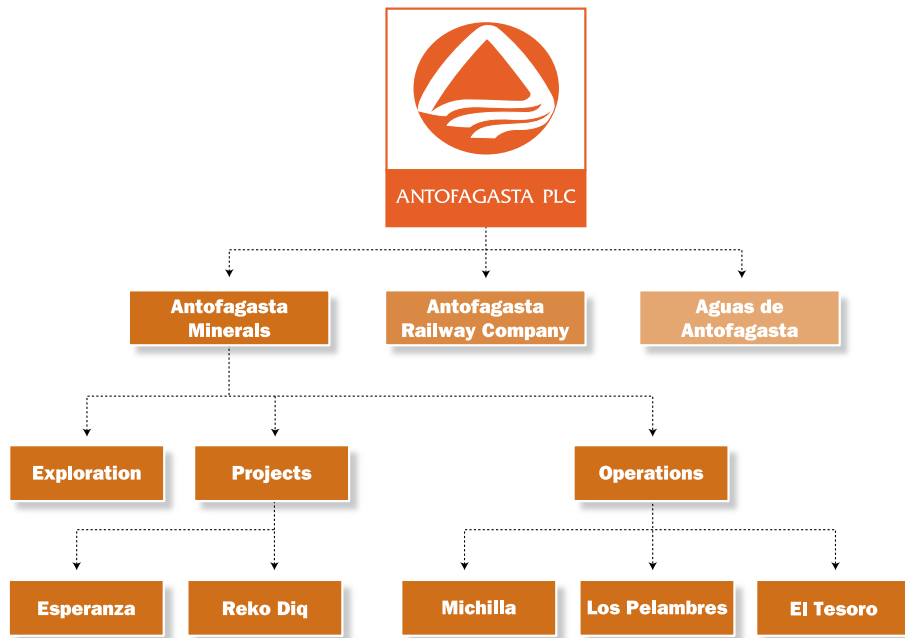 ANTOFAGASTA PLC
Antofagasta
Minerals
Antofagasta
Railway Company
Aguas de
Antofagasta
Exploration
Projects
Operations
Esperanza
Reko Diq
Michilla
Los Pelambres
El Tesoro